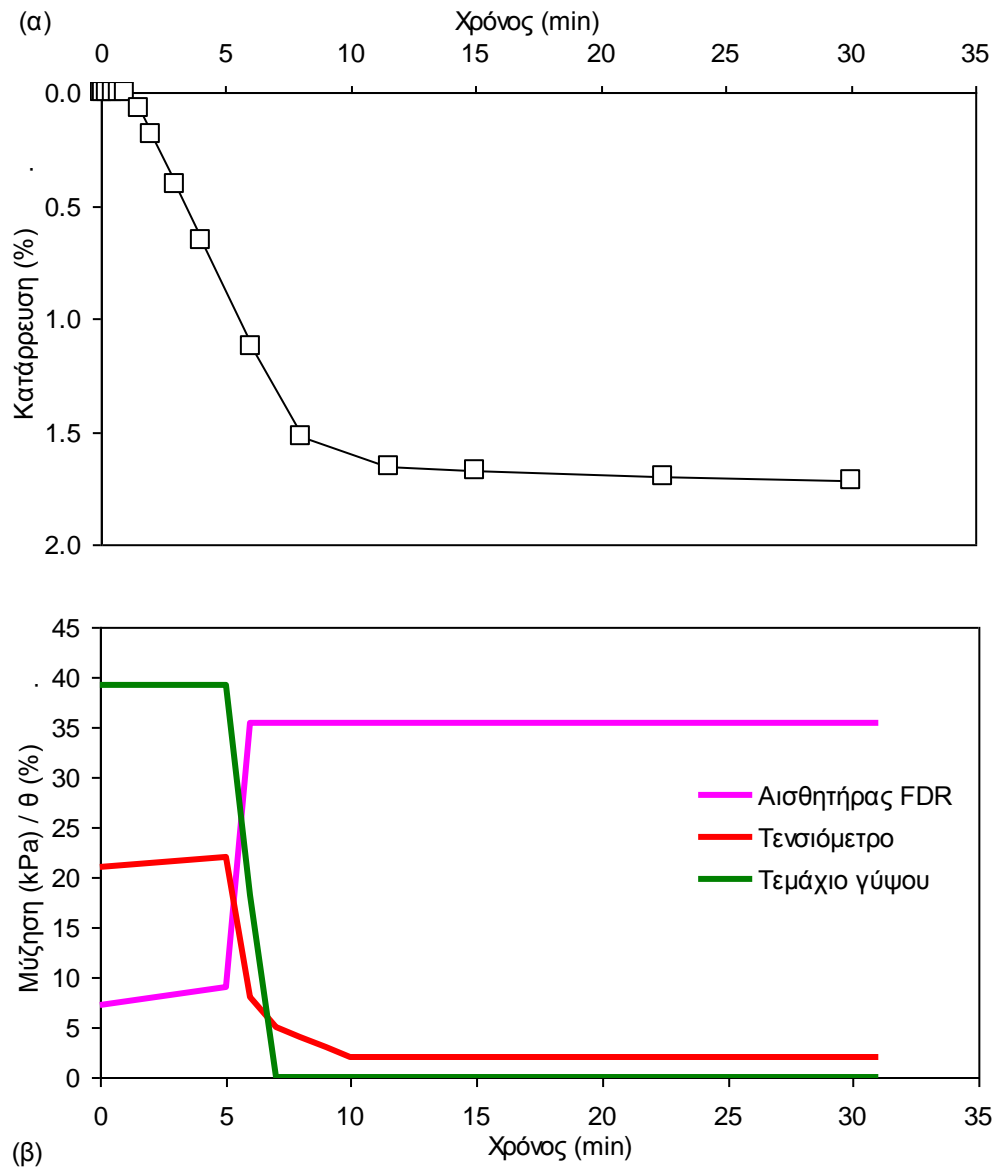 (α)
Χρόνος (min)
0 5 10 15 20 25 30 35
0.0
0.5
1.0
1.5
2.0
Κατάρρευση (%)
45
40
35
30
25
20
15
10
5
0
Μύζηση (kPa) / θ (%)
Αισθητήρας FDR
Τενσιόμετρο
Τεμάχιο γύψου
0 5 10 15 20 25 30 35
Χρόνος (min)
(β)